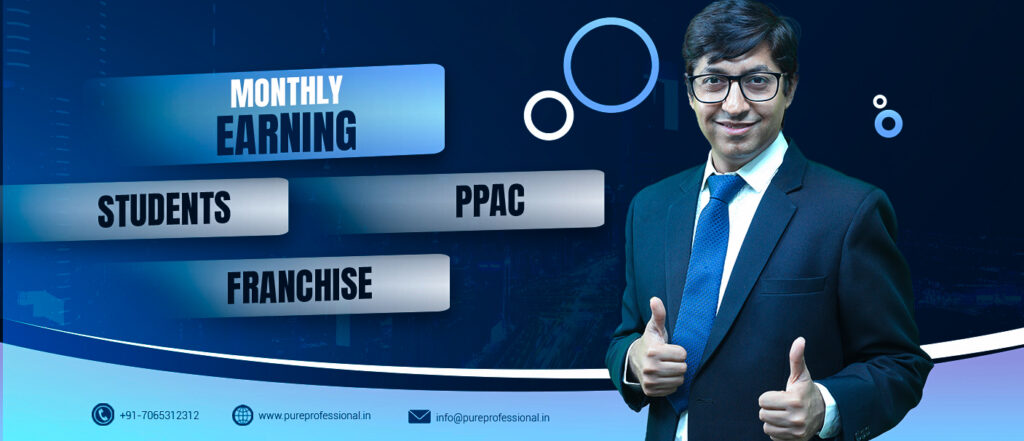 MONTHLY
EARNING
STUDENTS
PPAC
FRANCHISE
+91-7065312312
www.pureprofessional.in
info@pureprofessional.in